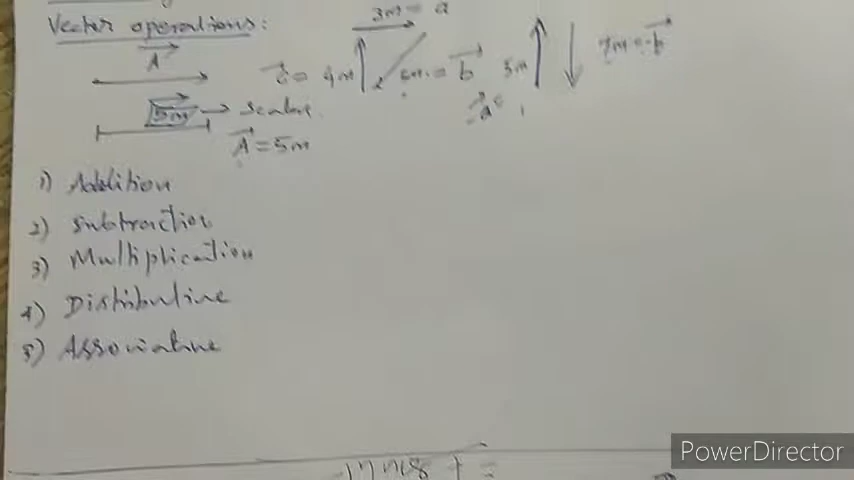 Vector operations:
3m = a
A
c = 4m
6m = b
3m
7m = -b
5m → scalar.
A = 5m
1) Addition
2) Subtraction
3) Multiplication
4) Distributive
5) Associative
PowerDirector